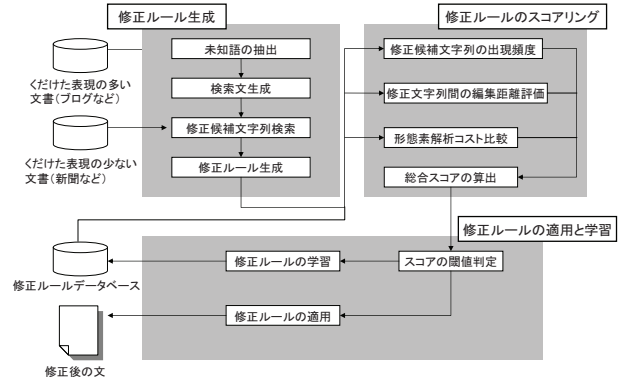 修正ルール生成
未知語の抽出
検索文生成
修正候補文字列検索
修正ルール生成
くだけた表現の多い
文書(ブログなど)
くだけた表現の少ない
文書(新聞など)
修正ルールのスコアリング
修正候補文字列の出現頻度
修正文字列間の編集距離評価
形態素解析コスト比較
総合スコアの算出
修正ルールの適用と学習
スコアの閾値判定
修正ルールの学習
修正ルールの適用
修正ルールデータベース
修正後の文